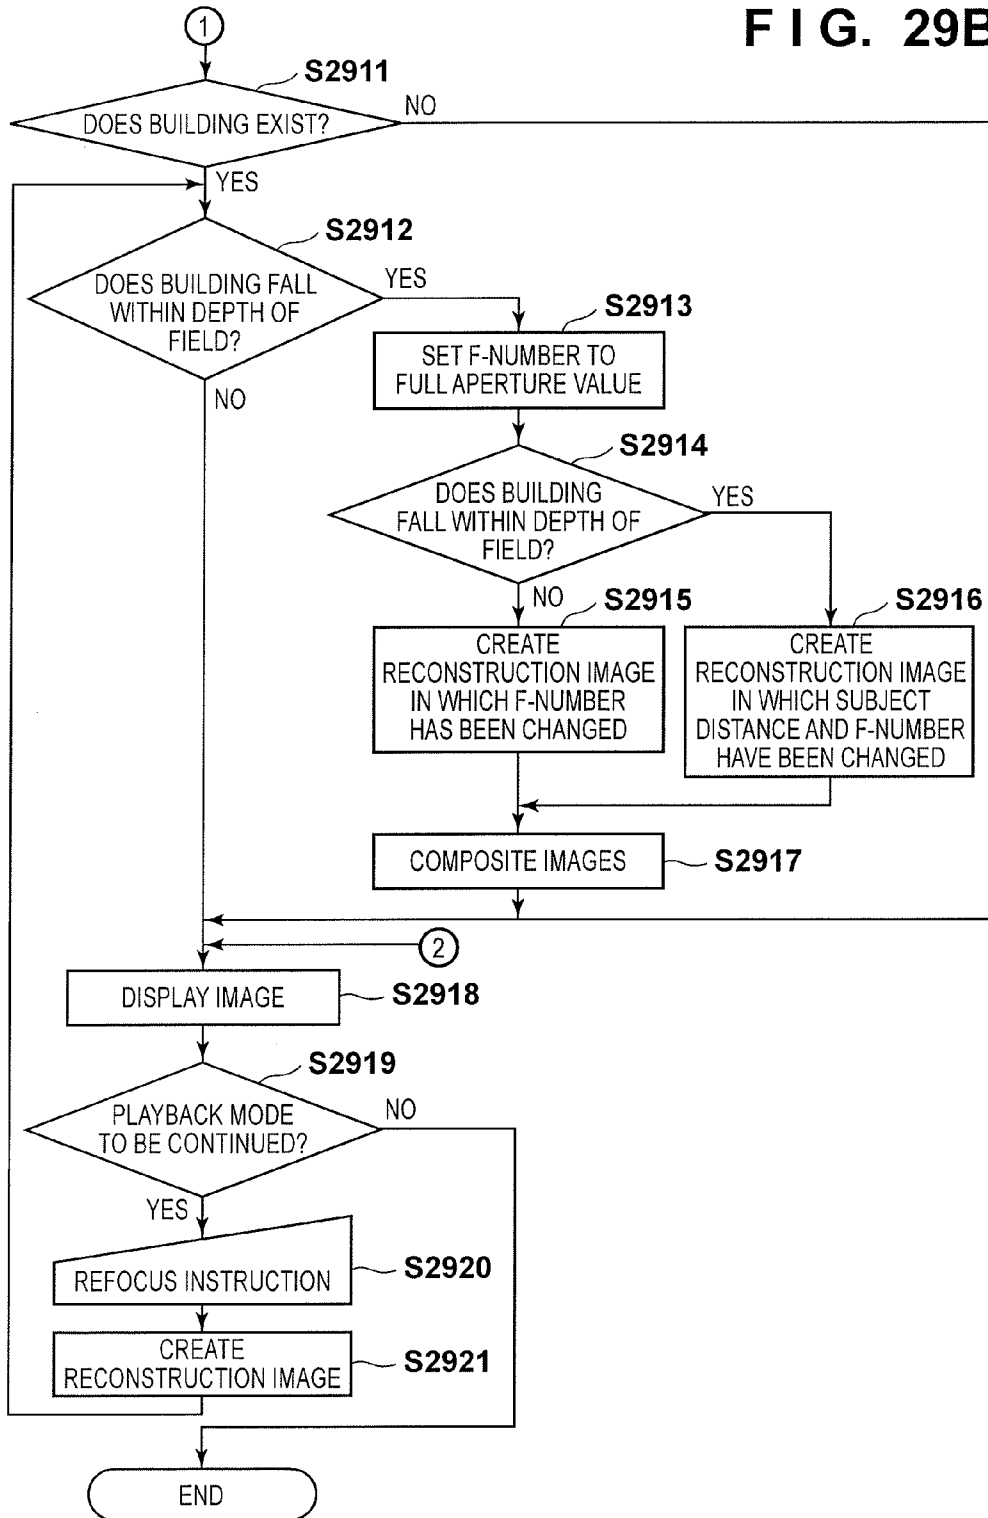 FIG. 29B
1
S2911
DOES BUILDING EXIST?
NO
YES
S2912
DOES BUILDING FALL
WITHIN DEPTH OF
FIELD?
YES
NO
S2913
SET F-NUMBER TO
FULL APERTURE VALUE
S2914
DOES BUILDING
FALL WITHIN DEPTH OF
FIELD?
YES
NO
S2915
CREATE
RECONSTRUCTION IMAGE
IN WHICH F-NUMBER
HAS BEEN CHANGED
S2916
CREATE
RECONSTRUCTION IMAGE
IN WHICH SUBJECT
DISTANCE AND F-NUMBER
HAVE BEEN CHANGED
COMPOSITE IMAGES
S2917
2
DISPLAY IMAGE
S2918
S2919
PLAYBACK MODE
TO BE CONTINUED?
NO
YES
REFOCUS INSTRUCTION
S2920
CREATE
RECONSTRUCTION IMAGE
S2921
END